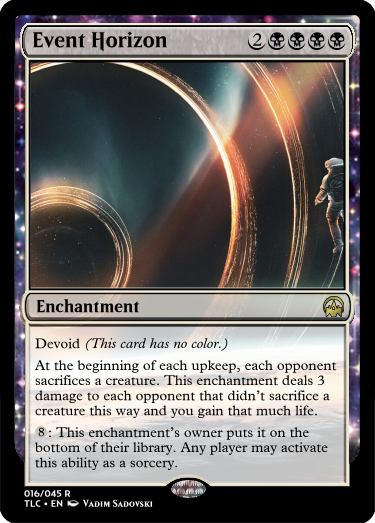 Event Horizon 2
Enchantment
Devoid (This card has no color.)
At the beginning of each upkeep, each opponent
sacrifices a creature. This enchantment deals 3
damage to each opponent that didn't sacrifice a
creature this way and you gain that much life.
8: This enchantment's owner puts it on the
bottom of their library. Any player may activate
this ability as a sorcery.
016/045 R
TLC • EN Vadim Sadovski